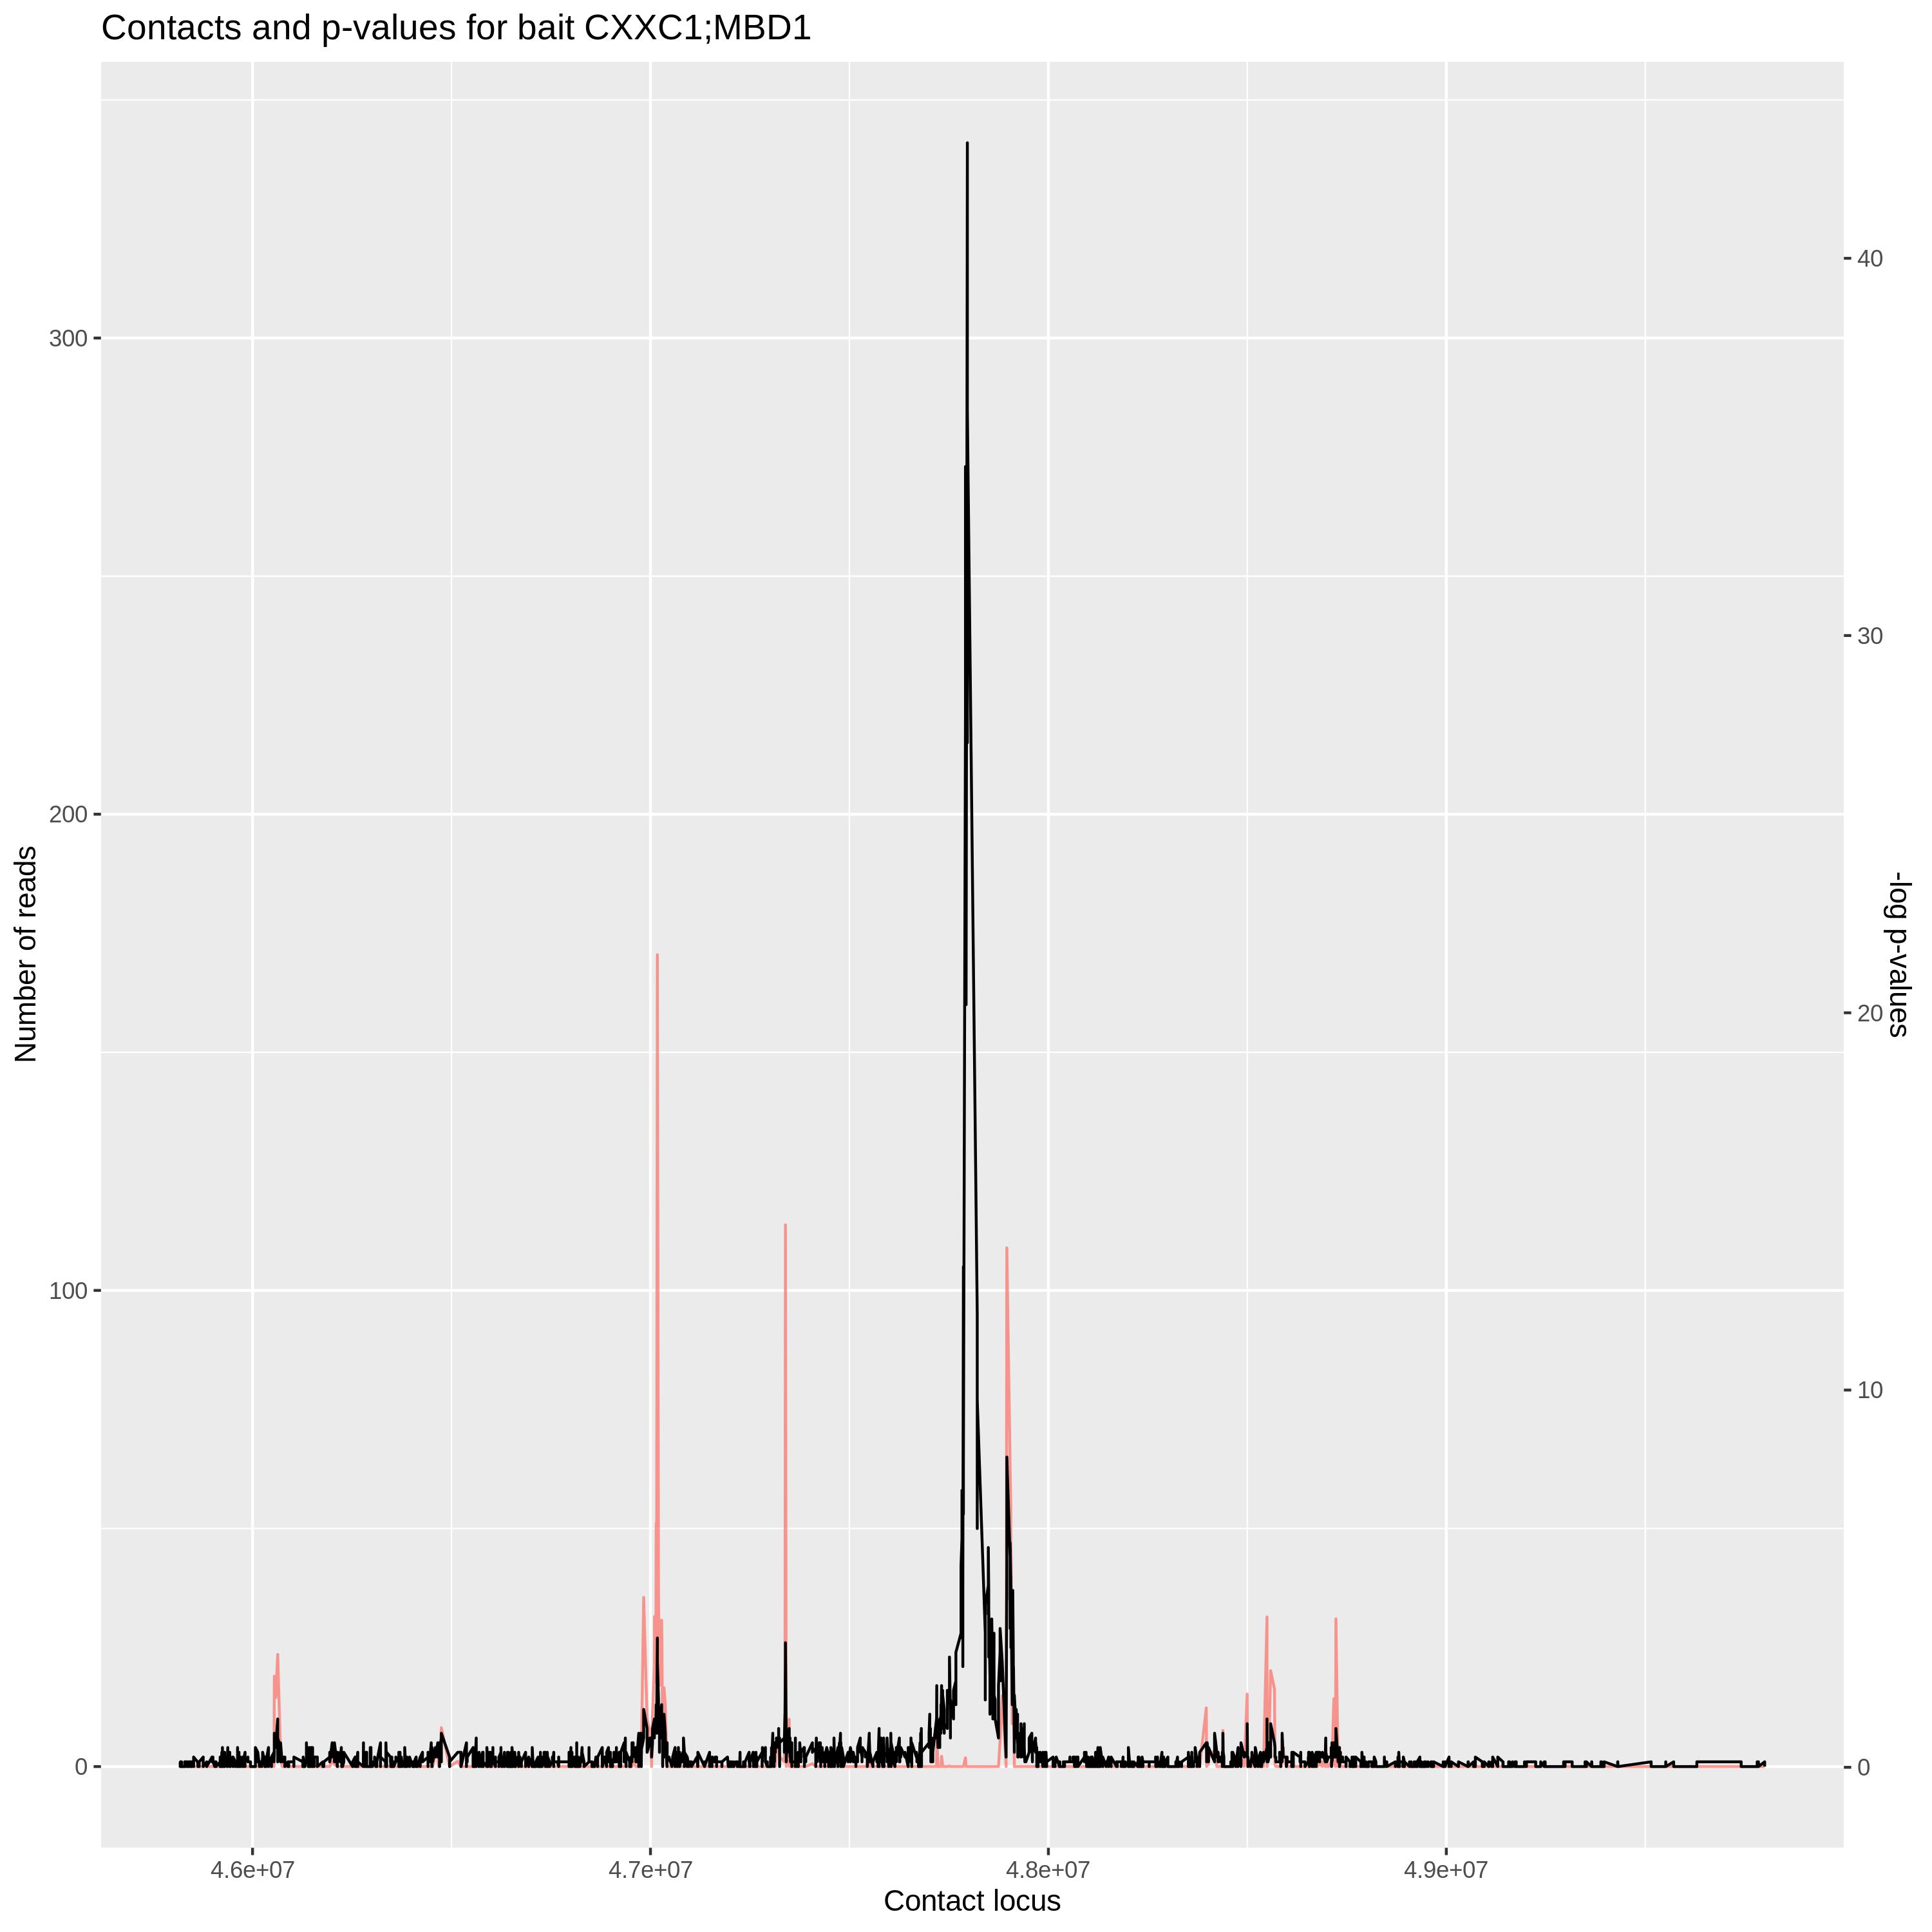 Contacts and p-values for bait CXXC1;MBD1
Number of reads
300
200
100
0
40
30
20
10
0
-log p-values
4.6e+07 4.7e+07 4.8e+07 4.9e+07
Contact locus